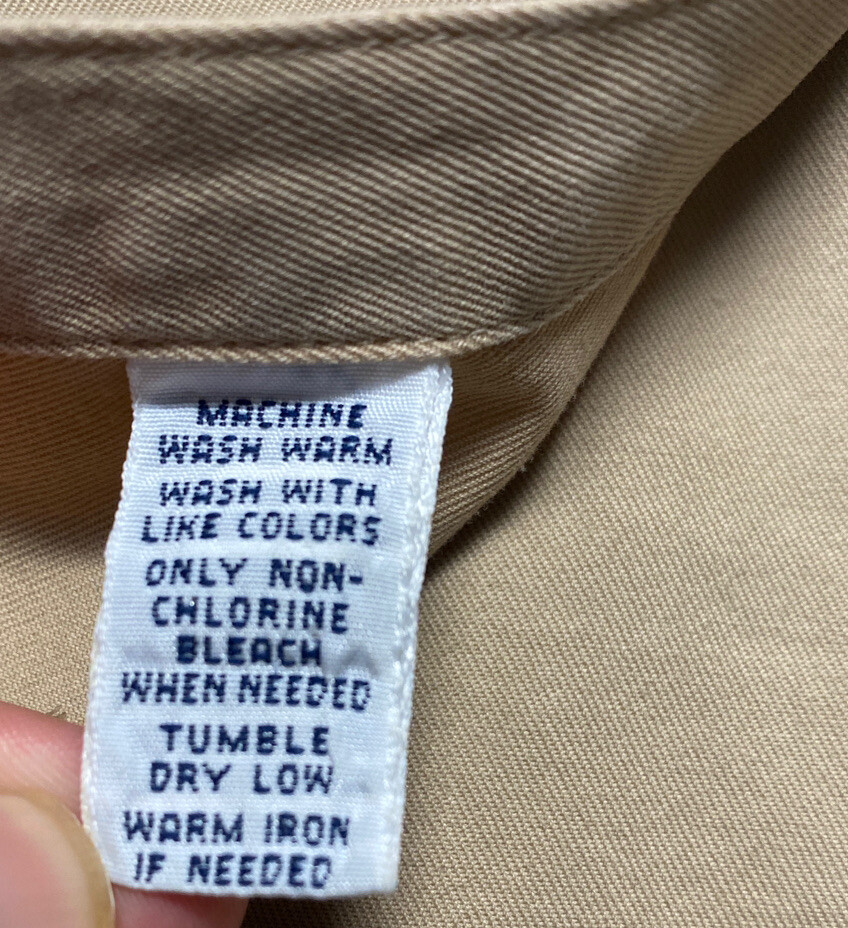 MACHINE
WASH WARM
WASH WITH
LIKE COLORS
ONLY NON-
CHLORINE
BLEACH
WHEN NEEDED
TUMBLE
DRY LOW
WARM IRON
IF NEEDED